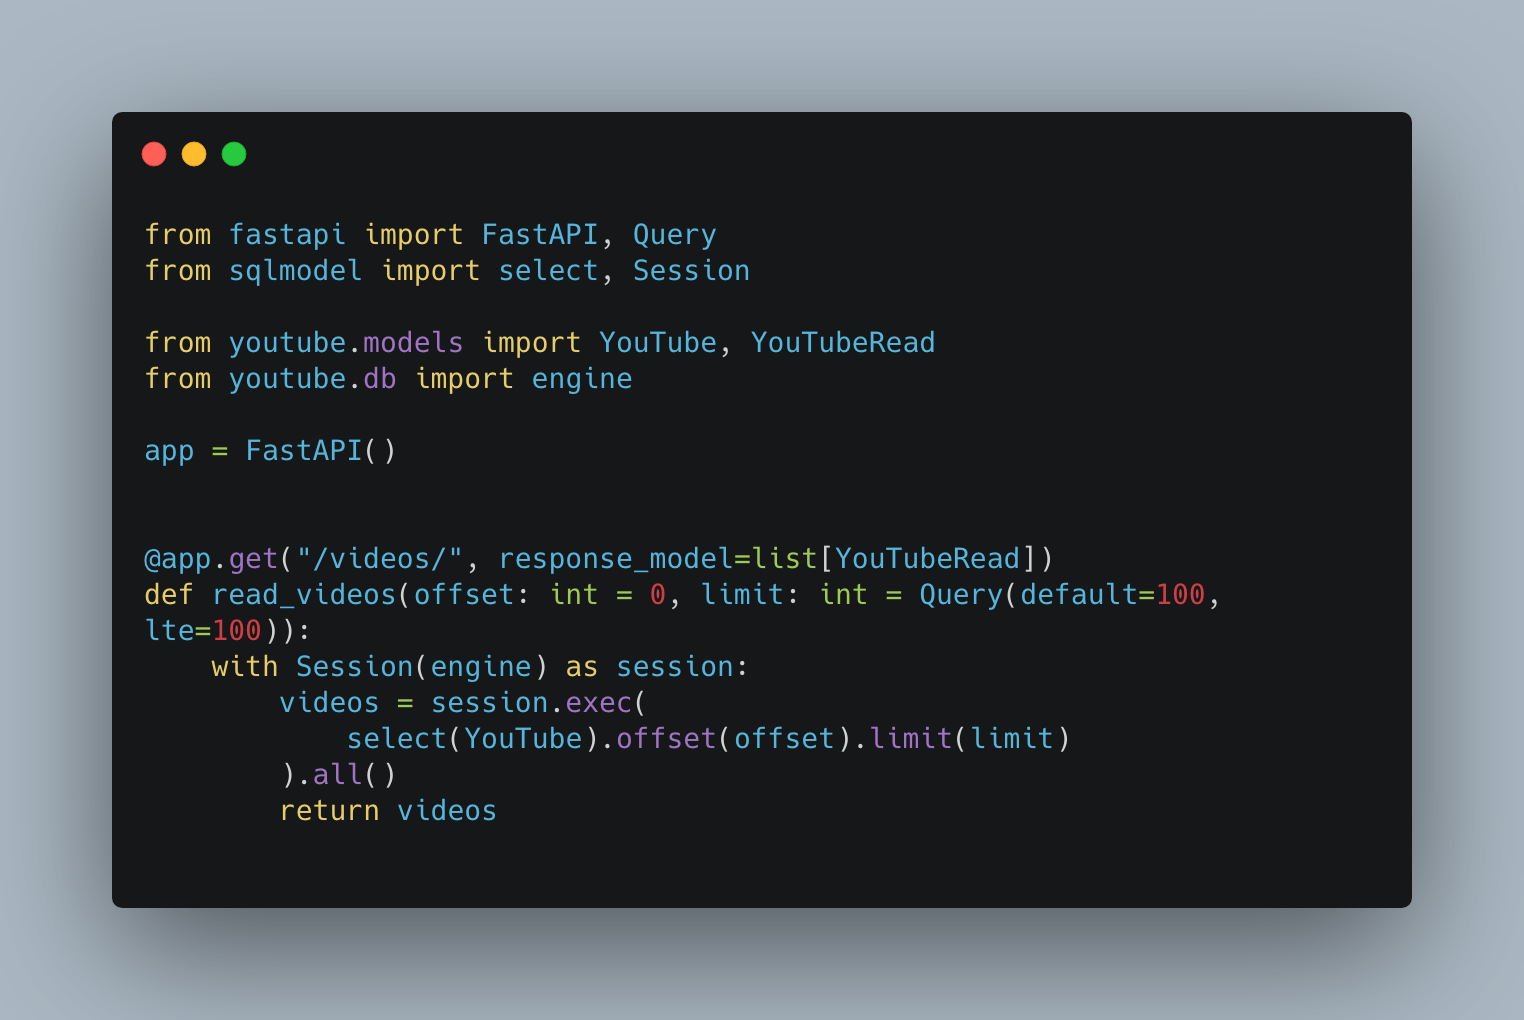 from fastapi import FastAPI, Query
from sqlmodel import select, Session

from youtube.models import YouTube, YouTubeRead
from youtube.db import engine

app = FastAPI()


@app.get("/videos/", response_model=list[YouTubeRead])
def read_videos(offset: int = 0, limit: int = Query(default=100,
lte=100)):
    with Session(engine) as session:
        videos = session.exec(
            select(YouTube).offset(offset).limit(limit)
        ).all()
        return videos